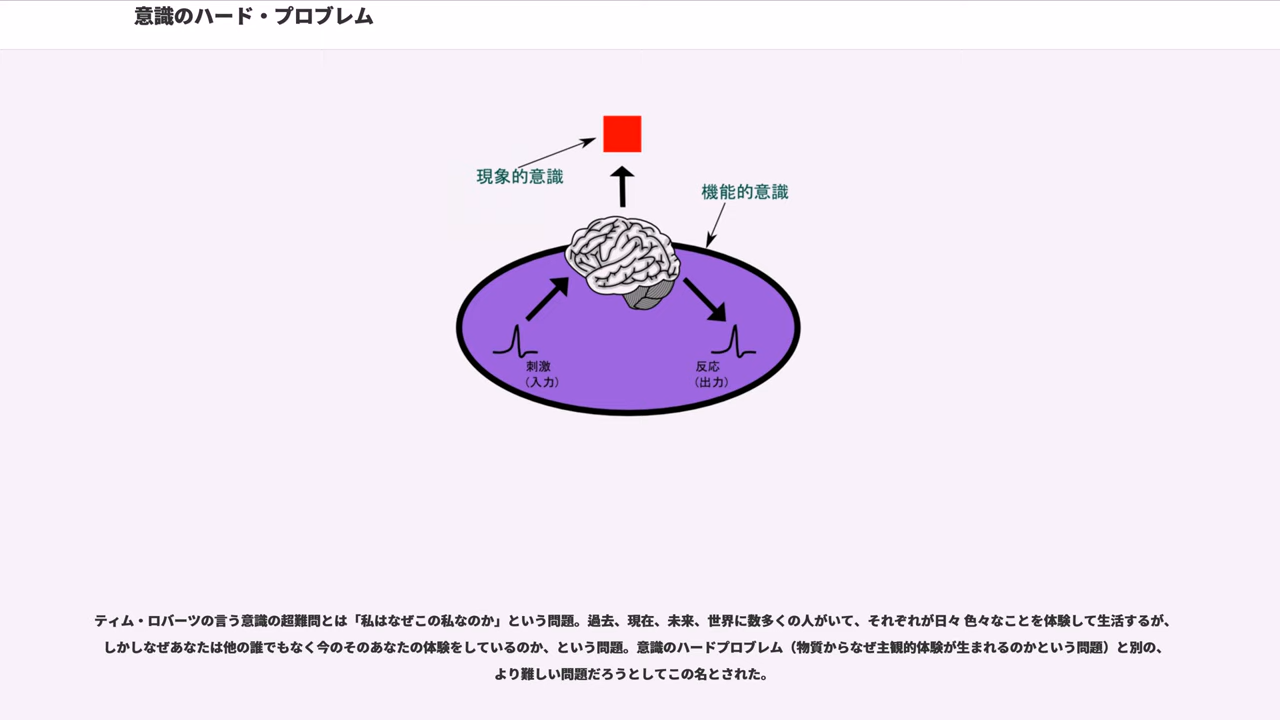 意識のハード・プロブレム
現象的意識
機能的意識
刺激
（入力）
反応
（出力）
ティム・ロバーツの言う意識の超難問とは「私はなぜこの私なのか」という問題。過去、現在、未来、世界に数多くの人がいて、それぞれが日々 色々なことを体験して生活するが、
しかしなぜあなたは他の誰でもなく今のそのあなたの体験をしているのか、という問題。意識のハードプロブレム（物質からなぜ主観的体験が生まれるのかという問題）と別の、
より難しい問題だろうとしてこの名とされた。